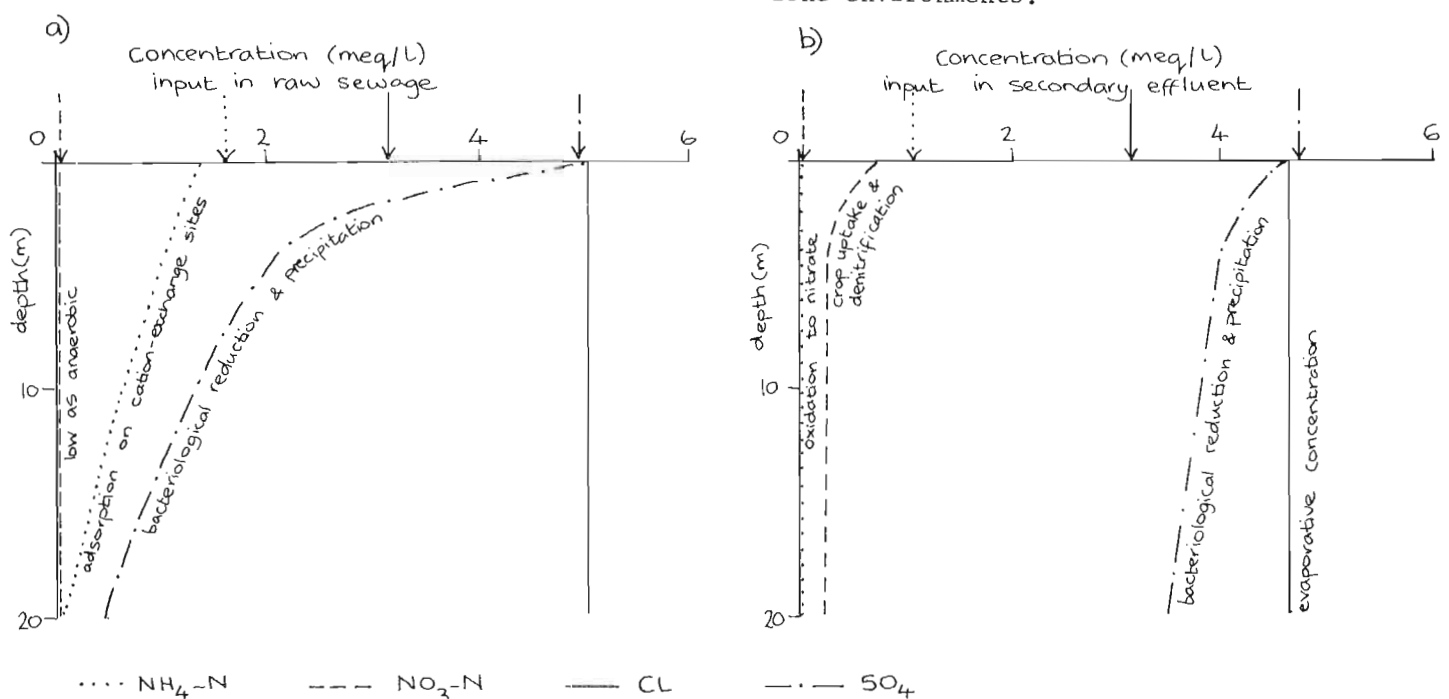 zone environments.
a)
Concentration (meq/L)
input in raw sewage
0
2
4
6
depth(m)
10
20
low as anaerobic
adsorption on cation-exchange sites
bacteriological reduction & precipitation
b)
Concentration (meq/L)
input in secondary effluent
0
2
4
6
depth(m)
10
20
oxidation to nitrate
crop uptake &
denitrification
bacteriological reduction & precipitation
evaporative concentration
.... NH4-N --- NO3-N — CL —·— SO4